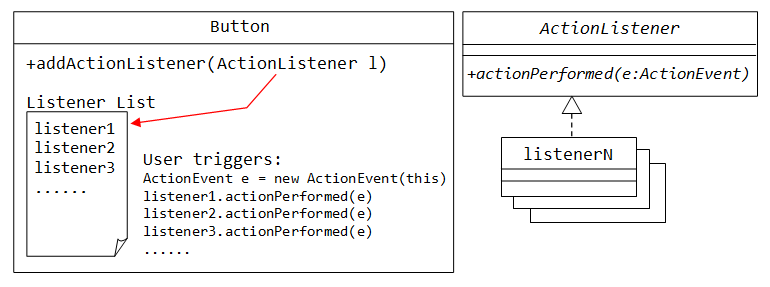 Button
+addActionListener(ActionListener l)
Listener List
listener1
listener2
listener3
......
User triggers:
ActionEvent e = new ActionEvent(this)
listener1.actionPerformed(e)
listener2.actionPerformed(e)
listener3.actionPerformed(e)
......
ActionListener
+actionPerformed(e:ActionEvent)
listenerN